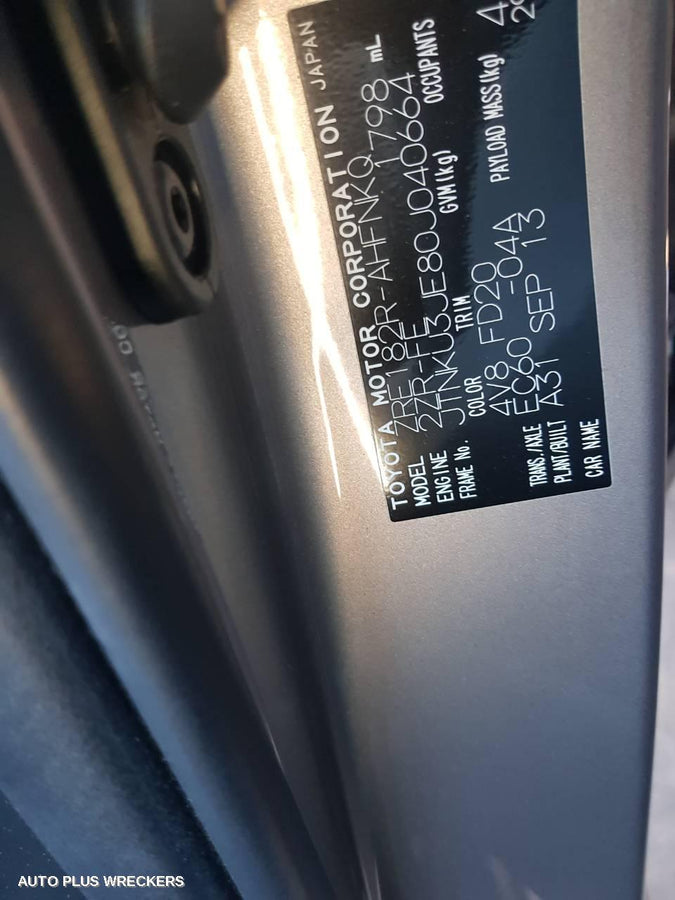 TOYOTA MOTOR CORPORATION JAPAN
MODEL ZRE182R-AHFNKQ
ENGINE 2ZR-FE 1798 mL
FRAME No. JTNKU3JE80J040664
COLOR TRIM GVM(kg) OCCUPANTS
4V8 FD20
TRANS./AXLE EC60 -04A PAYLOAD MASS(kg) 4
PLANT/BUILT A31 SEP 13
CAR NAME
AUTO PLUS WRECKERS